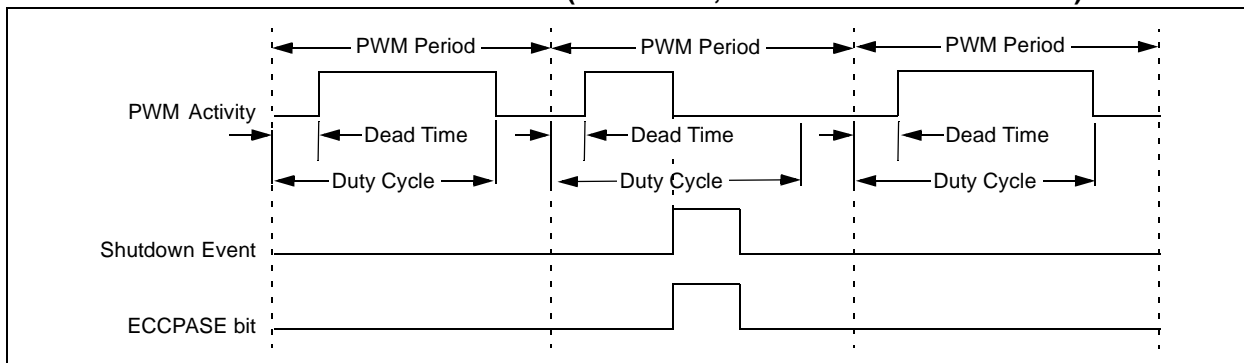 PWM Period PWM Period PWM Period
PWM Activity
Dead Time Dead Time Dead Time
Duty Cycle Duty Cycle Duty Cycle
Shutdown Event
ECCPASE bit